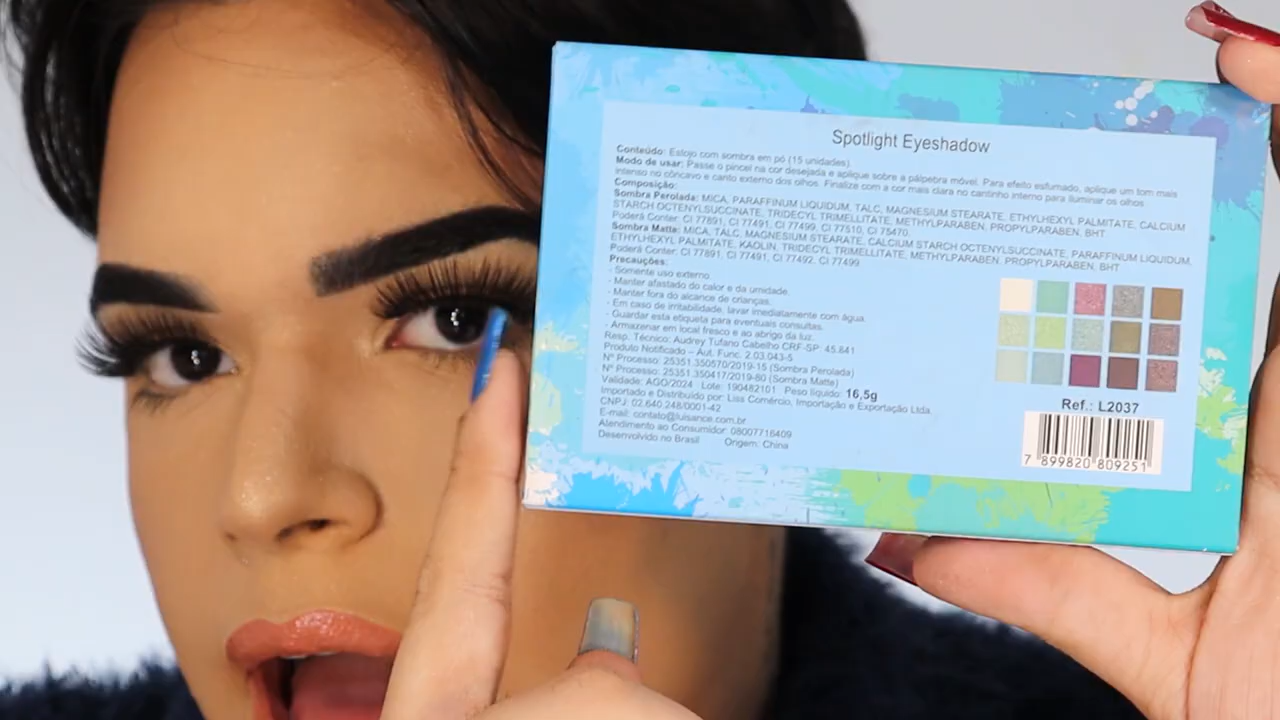 Spotlight Eyeshadow
Conteúdo: Estojo com sombra em pó (15 unidades).
Modo de usar: Passe o pincel na cor desejada e aplique sobre a pálpebra móvel. Para efeito esfumado, aplique um tom mais
intenso no côncavo e canto externo dos olhos. Finalize com a cor mais clara no cantinho interno para iluminar os olhos.
Composição:
Sombra Perolada: MICA, PARAFFINUM LIQUIDUM, TALC, MAGNESIUM STEARATE, ETHYLHEXYL PALMITATE, CALCIUM
STARCH OCTENYLSUCCINATE, TRIDECYL TRIMELLITATE, METHYLPARABEN, PROPYLPARABEN, BHT
Poderá Conter: CI 77891, CI 77491, CI 77499, CI 77510, CI 75470.
Sombra Matte: MICA, TALC, MAGNESIUM STEARATE, CALCIUM STARCH OCTENYLSUCCINATE, PARAFFINUM LIQUIDUM,
ETHYLHEXYL PALMITATE, KAOLIN, TRIDECYL TRIMELLITATE, METHYLPARABEN, PROPYLPARABEN, BHT
Poderá Conter: CI 77891, CI 77491, CI 77492, CI 77499
Precauções:
- Somente uso externo.
- Manter afastado do calor e da umidade.
- Manter fora do alcance de crianças.
- Em caso de irritabilidade, lavar imediatamente com água.
- Guardar esta etiqueta para eventuais consultas.
- Armazenar em local fresco e ao abrigo da luz.
Resp. Técnico: Audrey Tufano Cabelho CRF-SP: 45.841
Produto Notificado – Aut. Func. 2.03.043-5
Nº Processo: 25351.350570/2019-15 (Sombra Perolada)
Nº Processo: 25351.350417/2019-80 (Sombra Matte)
Validade: AGO/2024 Lote: 190482101 Peso líquido: 16,5g
Importado e Distribuído por: Liss Comércio, Importação e Exportação Ltda.
CNPJ: 02.640.248/0001-42
E-mail: contato@luisance.com.br
Atendimento ao Consumidor: 08007716409
Desenvolvido no Brasil Origem: China
Ref.: L2037
7 899820 809251